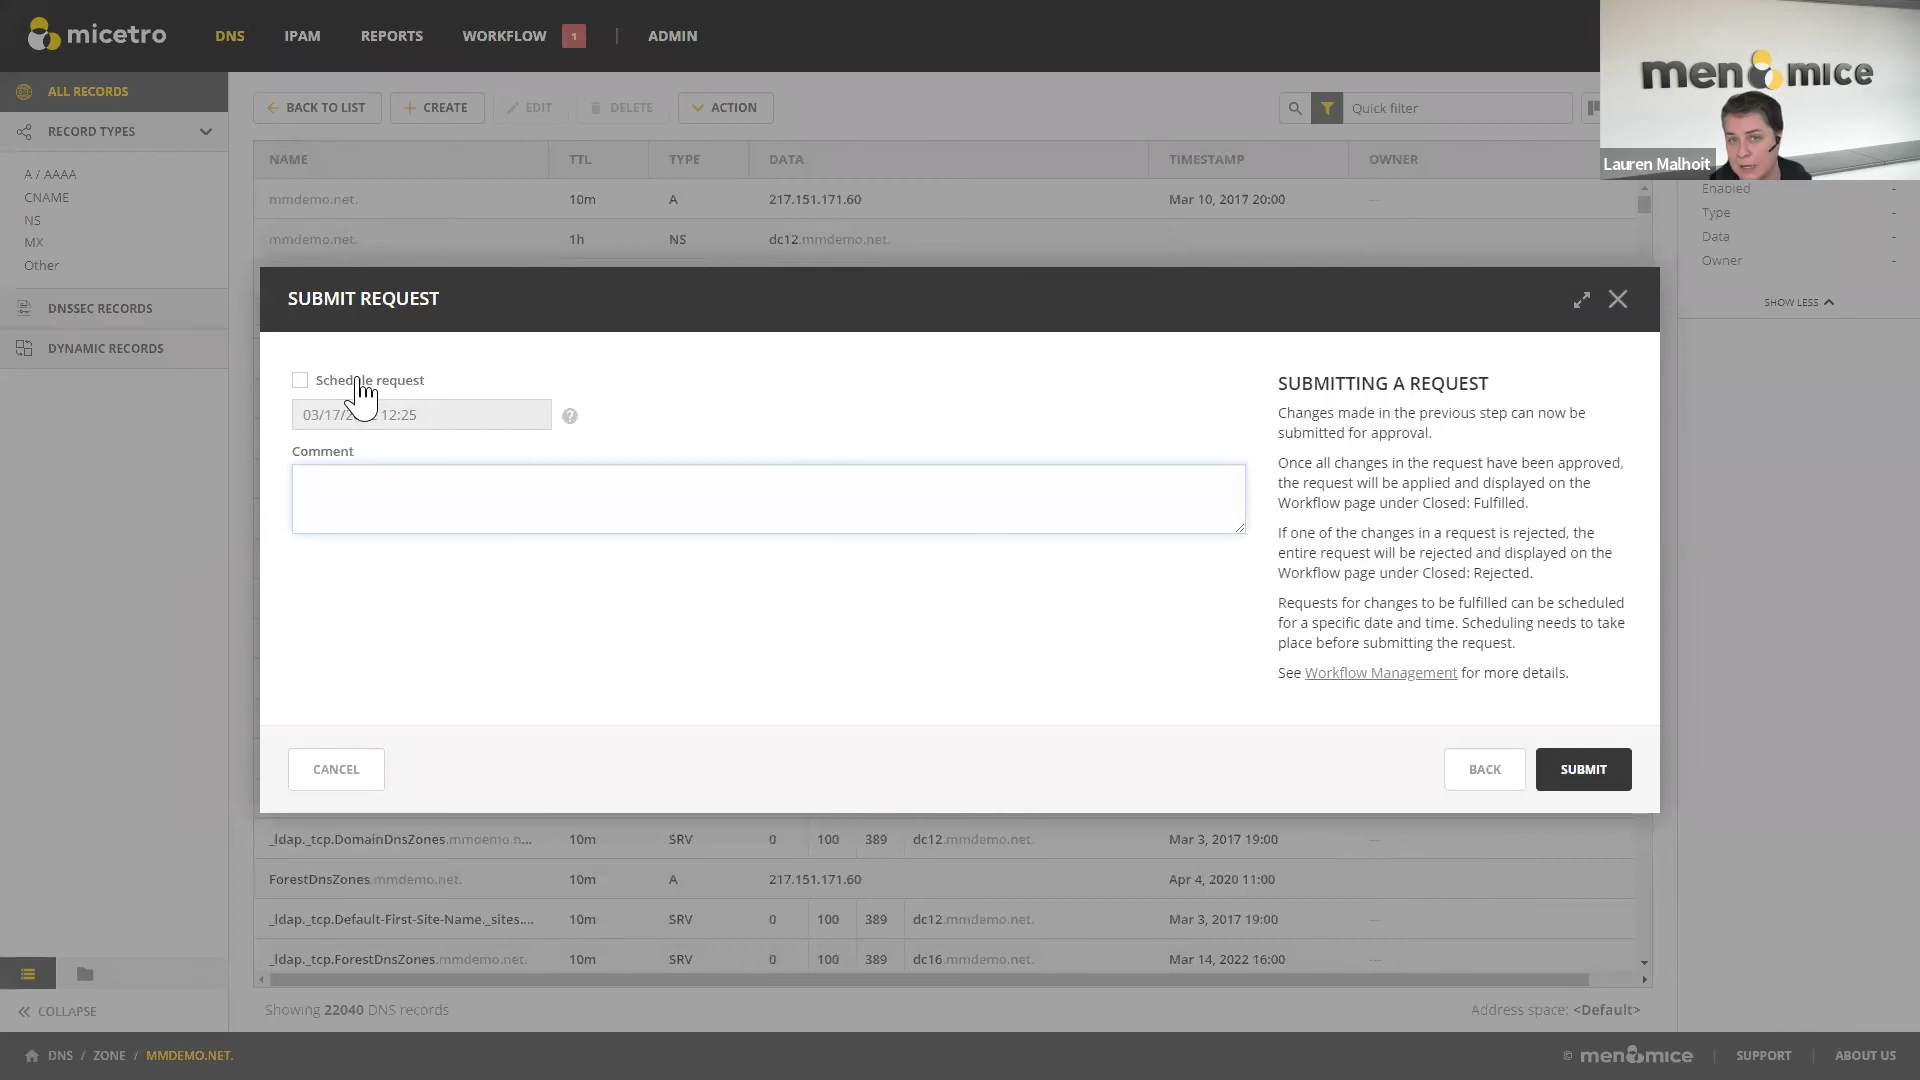 micetro
DNS
IPAM
REPORTS
WORKFLOW
1
ADMIN
men&mice
Lauren Malhoit
ALL RECORDS
RECORD TYPES
A / AAAA
CNAME
NS
MX
Other
DNSSEC RECORDS
DYNAMIC RECORDS
BACK TO LIST
CREATE
EDIT
DELETE
ACTION
Quick filter
NAME TTL TYPE DATA TIMESTAMP OWNER
mmdemo.net. 10m A 217.151.171.60 Mar 10, 2017 20:00 —
mmdemo.net. 1h NS dc12.mmdemo.net.
Enabled -
Type -
Data -
Owner -
SHOW LESS
SUBMIT REQUEST
Schedule request
12:25
Comment
SUBMITTING A REQUEST
Changes made in the previous step can now be
submitted for approval.
Once all changes in the request have been approved,
the request will be applied and displayed on the
Workflow page under Closed: Fulfilled.
If one of the changes in a request is rejected, the
entire request will be rejected and displayed on the
Workflow page under Closed: Rejected.
Requests for changes to be fulfilled can be scheduled
for a specific date and time. Scheduling needs to take
place before submitting the request.
See Workflow Management for more details.
CANCEL
BACK
SUBMIT
_ldap._tcp.DomainDnsZones.mmdemo n... 10m SRV 0 100 389 dc12.mmdemo.net. Mar 3, 2017 19:00 —
ForestDnsZones.mmdemo.net. 10m A 217.151.171.60 Apr 4, 2020 11:00 —
_ldap._tcp.Default-First-Site-Name._sites.... 10m SRV 0 100 389 dc12.mmdemo.net. Mar 3, 2017 19:00 —
_ldap._tcp.ForestDnsZones.mmdemo.net. 10m SRV 0 100 389 dc16.mmdemo.net. Mar 14, 2022 16:00 —
COLLAPSE
Showing 22040 DNS records
Address space: <Default>
DNS / ZONE / MMDEMO.NET.
© men&mice
SUPPORT
ABOUT US